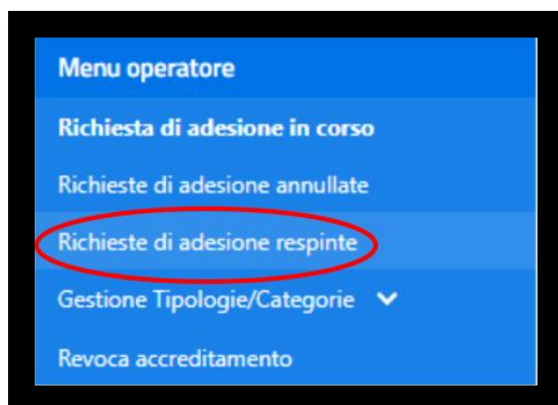 Menu operatore
Richiesta di adesione in corso
Richieste di adesione annullate
Richieste di adesione respinte
Gestione Tipologie/Categorie
Revoca accreditamento